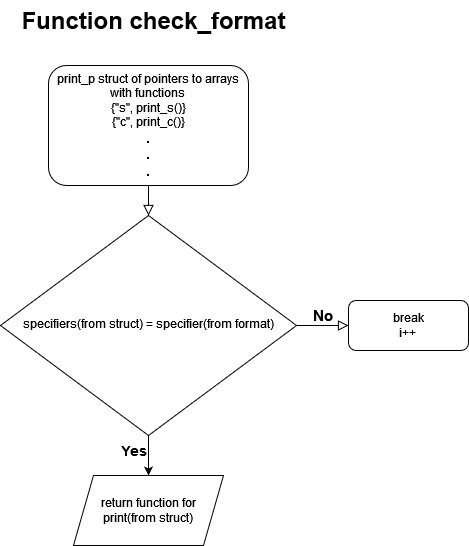 Function check_format
print_p struct of pointers to arrays
with functions
{"s", print_s()}
{"c", print_c()}
.
.
.
specifiers(from struct) = specifier(from format)
No
break
i++
Yes
return function for
print(from struct)